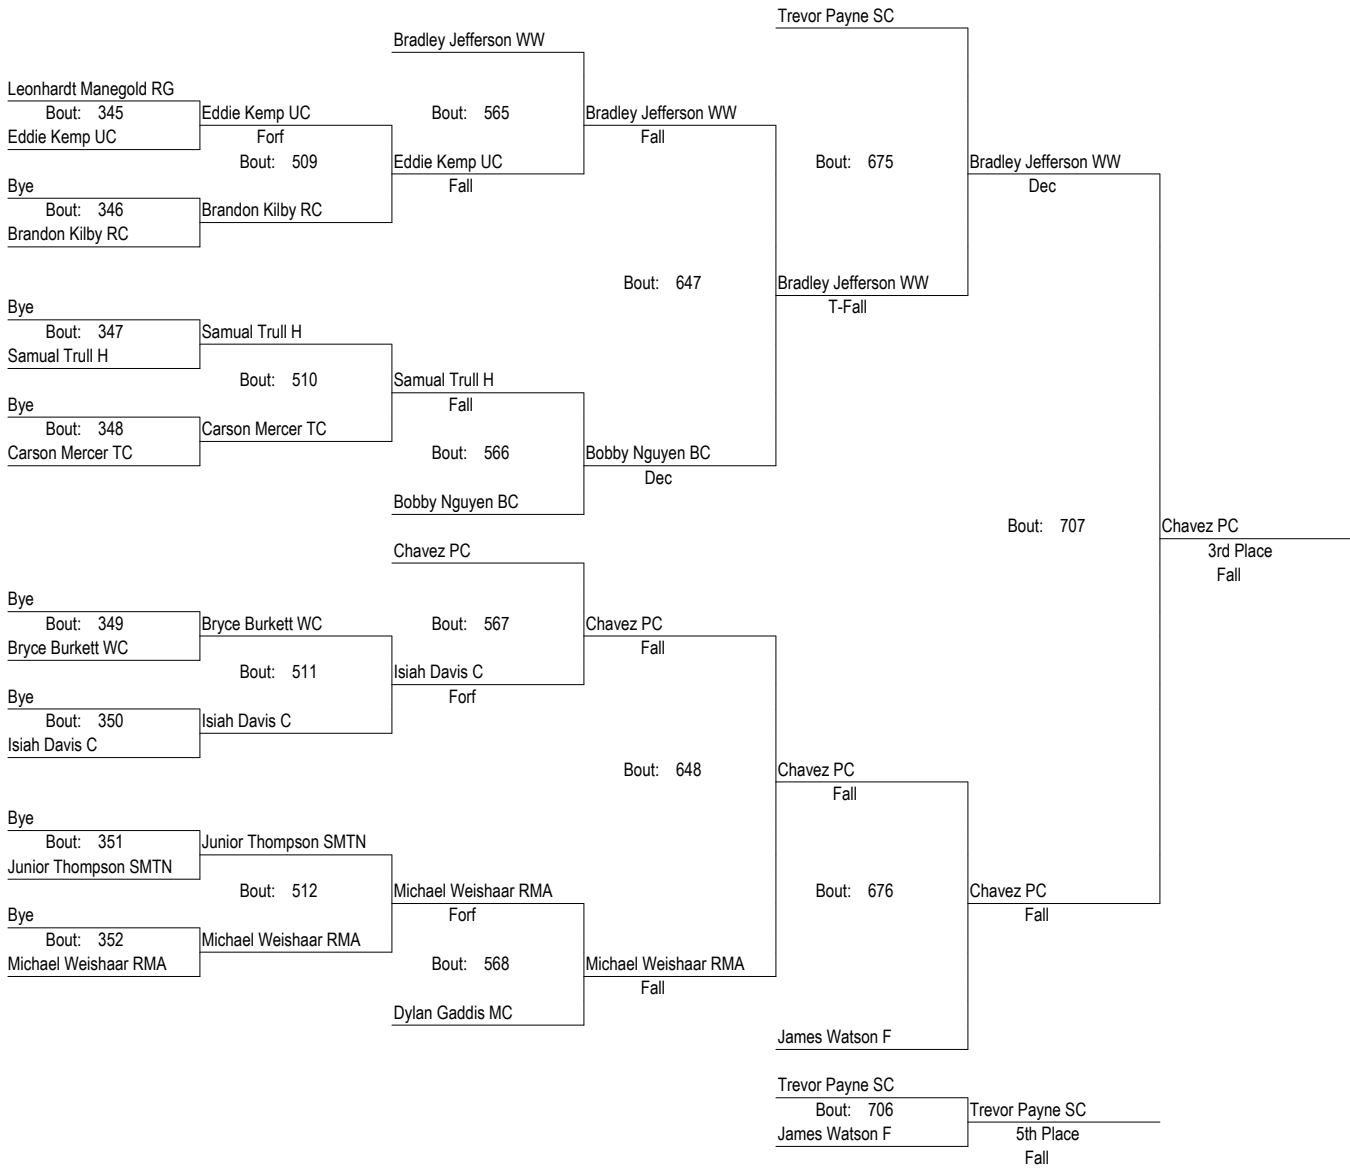 Trevor Payne SC
Bradley Jefferson WW
Leonhardt Manegold RG
Bout: 345
Eddie Kemp UC
Eddie Kemp UC
Forf
Bout: 565
Bradley Jefferson WW
Fall
Bout: 509
Eddie Kemp UC
Fall
Bout: 675
Bradley Jefferson WW
Dec
Bye
Bout: 346
Brandon Kilby RC
Brandon Kilby RC
Bout: 647
Bradley Jefferson WW
T-Fall
Bye
Bout: 347
Samual Trull H
Samual Trull H
Bout: 510
Samual Trull H
Fall
Bye
Bout: 348
Carson Mercer TC
Carson Mercer TC
Bout: 566
Bobby Nguyen BC
Dec
Bobby Nguyen BC
Bout: 707
Chavez PC
3rd Place
Fall
Chavez PC
Bye
Bout: 349
Bryce Burkett WC
Bryce Burkett WC
Bout: 567
Chavez PC
Fall
Bout: 511
Isiah Davis C
Forf
Bye
Bout: 350
Isiah Davis C
Isiah Davis C
Bout: 648
Chavez PC
Fall
Bye
Bout: 351
Junior Thompson SMTN
Junior Thompson SMTN
Bout: 512
Michael Weishaar RMA
Forf
Bout: 676
Chavez PC
Fall
Bye
Bout: 352
Michael Weishaar RMA
Michael Weishaar RMA
Bout: 568
Michael Weishaar RMA
Fall
Dylan Gaddis MC
James Watson F
Trevor Payne SC
Bout: 706
James Watson F
Trevor Payne SC
5th Place
Fall